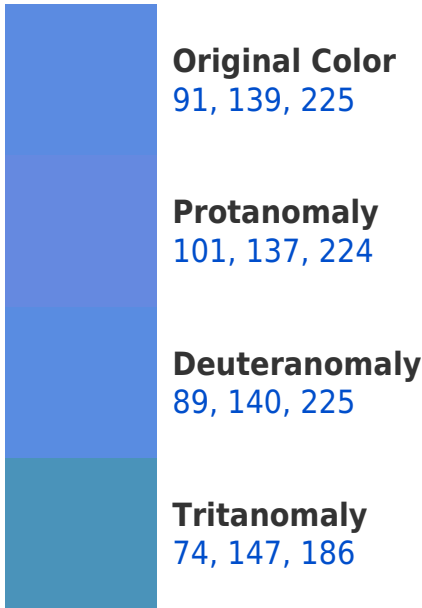 Original Color
91, 139, 225
Protanomaly
101, 137, 224
Deuteranomaly
89, 140, 225
Tritanomaly
74, 147, 186